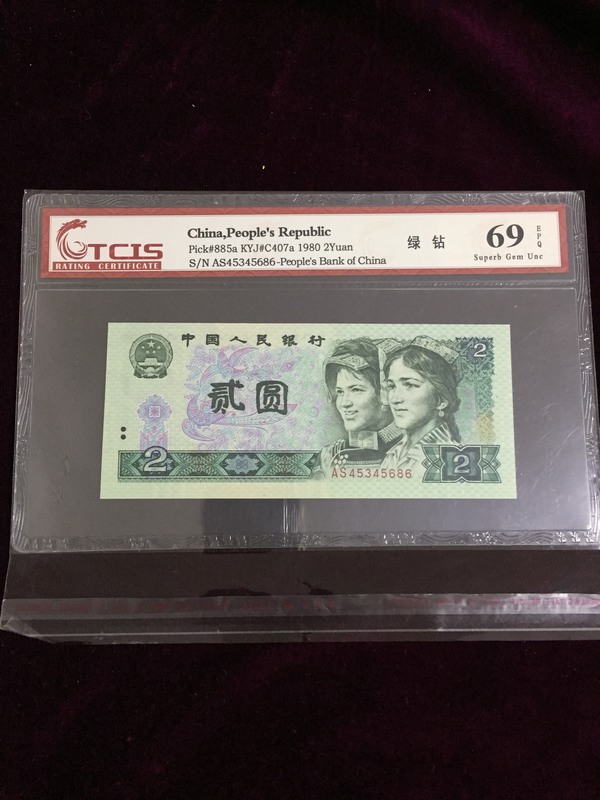 TCIS
RATING CERTIFICATE
China,People's Republic
Pick#885a KYJ#C407a 1980 2Yuan
S/N AS45345686-People's Bank of China
绿 钻
69 EPQ
Superb Gem Unc
中国人民银行
2
贰圆
2
AS45345686
2